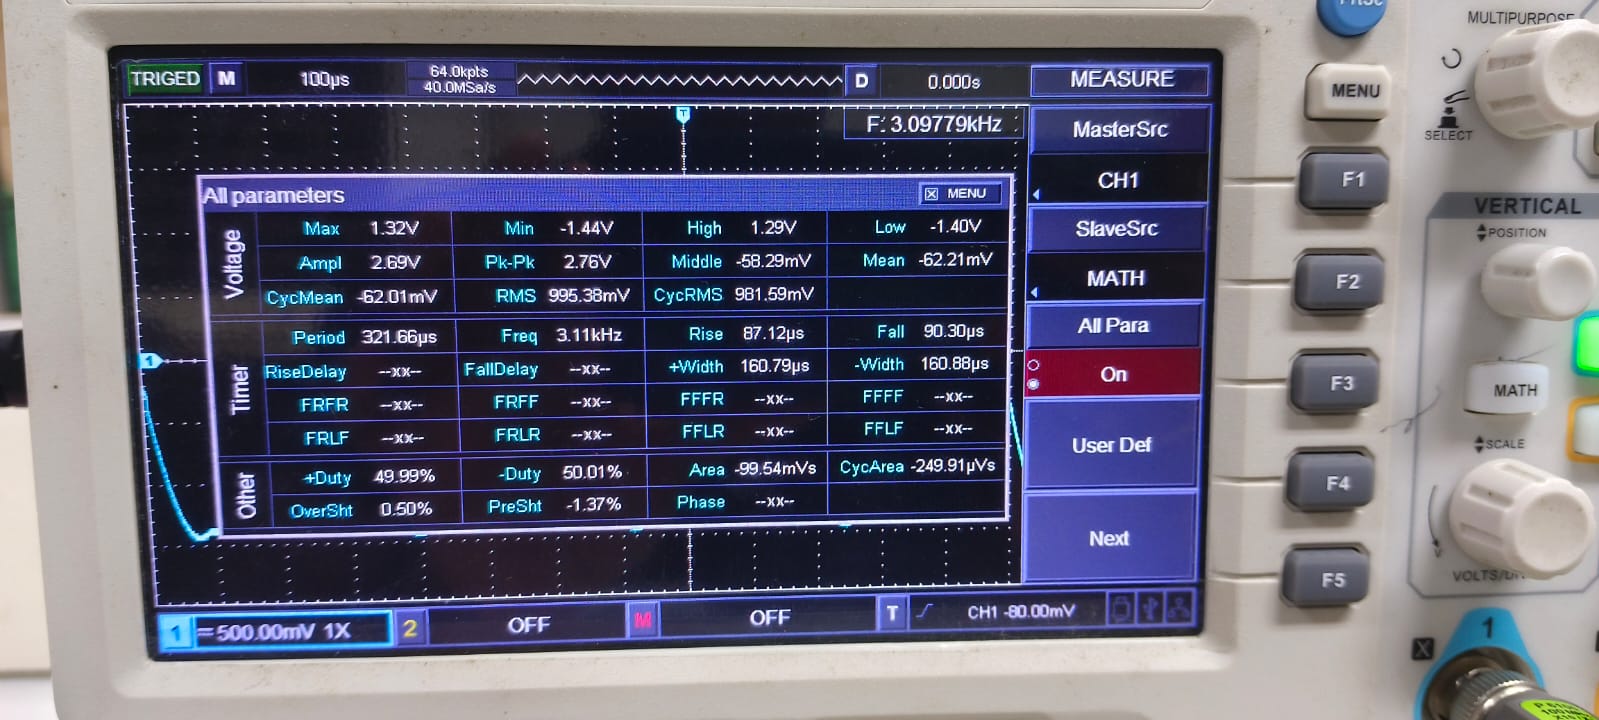 MULTIPURPOSE
TRIGED M 100µs 64.0kpts 40.0MSa/s D 0.000s MEASURE
MENU
SELECT
F: 3.09779kHz
MasterSrc
CH1
F1
All parameters MENU
Voltage
Max 1.32V Min -1.44V High 1.29V Low -1.40V
Ampl 2.69V Pk-Pk 2.76V Middle -58.29mV Mean -62.21mV
CycMean -62.01mV RMS 995.38mV CycRMS 981.59mV
Timer
Period 321.66µs Freq 3.11kHz Rise 87.12µs Fall 90.30µs
RiseDelay --xx-- FallDelay --xx-- +Width 160.79µs -Width 160.88µs
FRFR --xx-- FRFF --xx-- FFFR --xx-- FFFF --xx--
FRLF --xx-- FRLR --xx-- FFLR --xx-- FFLF --xx--
Other
+Duty 49.99% -Duty 50.01% Area -99.54mVs CycArea -249.91µVs
OverSht 0.50% PreSht -1.37% Phase --xx--
SlaveSrc
MATH
F2
All Para
On
F3
User Def
F4
Next
F5
VERTICAL
POSITION
MATH
SCALE
1
T
1 500.00mV 1X 2 OFF M OFF T CH1 -80.00mV
1
X